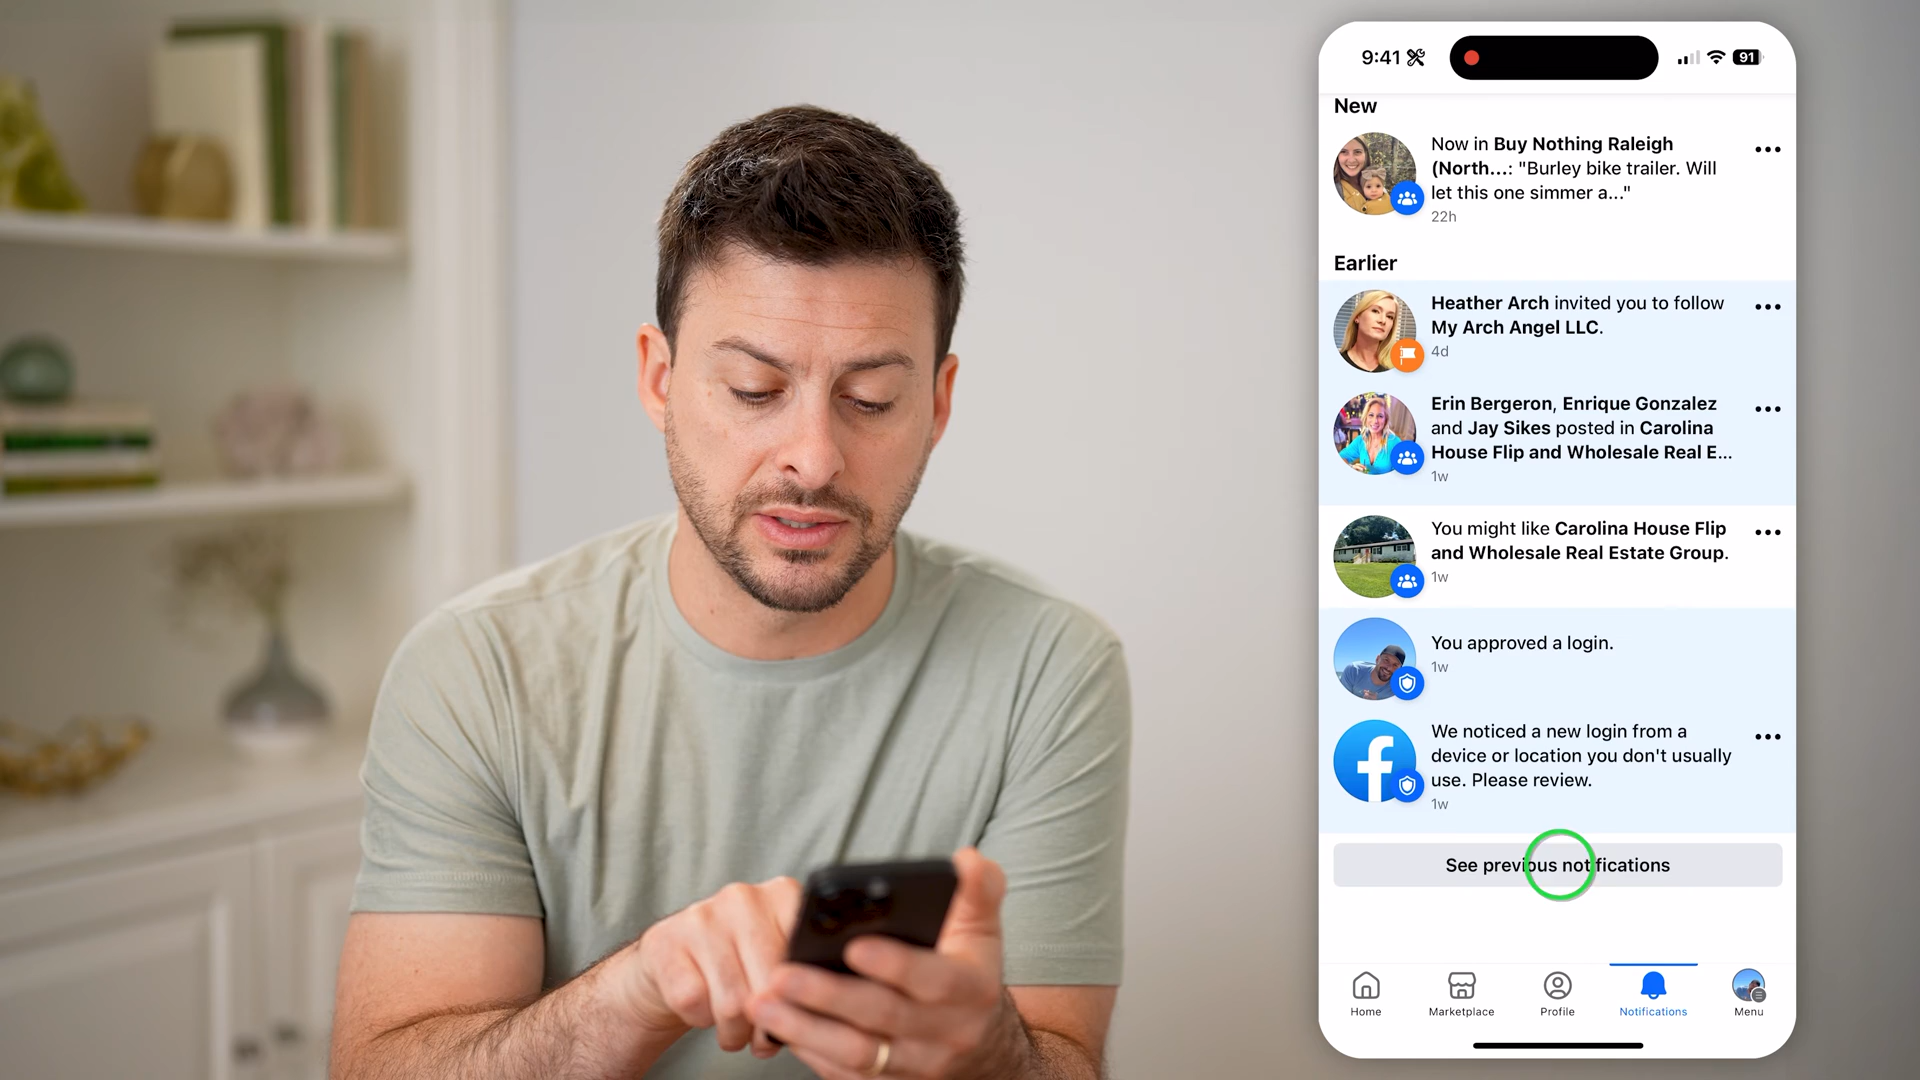 9:41
91
New
Now in Buy Nothing Raleigh
(North...: "Burley bike trailer. Will
let this one simmer a..."
22h
Earlier
Heather Arch invited you to follow
My Arch Angel LLC.
4d
Erin Bergeron, Enrique Gonzalez
and Jay Sikes posted in Carolina
House Flip and Wholesale Real E...
1w
You might like Carolina House Flip
and Wholesale Real Estate Group.
1w
You approved a login.
1w
We noticed a new login from a
device or location you don't usually
use. Please review.
1w
See previous notifications
Home
Marketplace
Profile
Notifications
Menu